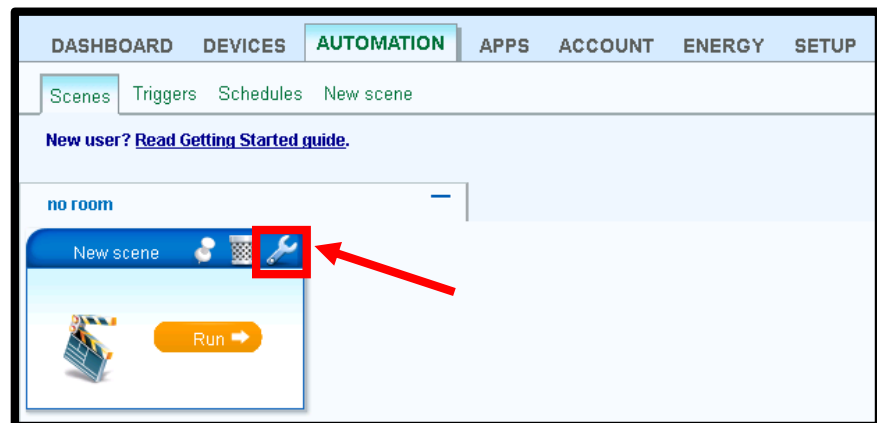 DASHBOARD DEVICES AUTOMATION APPS ACCOUNT ENERGY SETUP
Scenes Triggers Schedules New scene
New user? Read Getting Started guide.
no room
New scene
Run